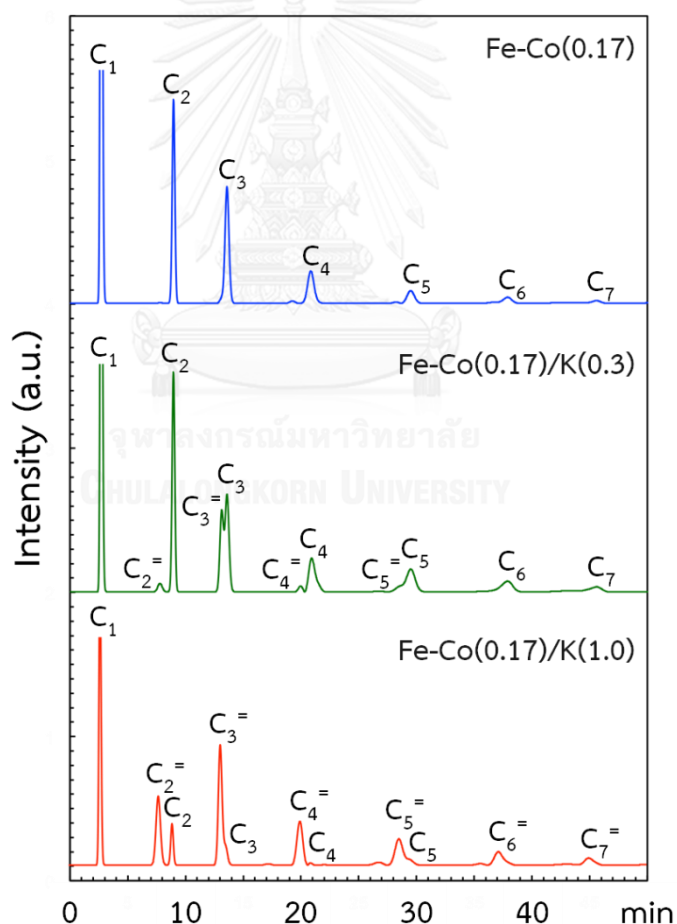 Fe-Co(0.17)
C₁
C₂
C₃
C₄
C₅
C₆
C₇
Fe-Co(0.17)/K(0.3)
C₁
C₂⁼
C₂
C₃⁼
C₃
C₄⁼
C₄
C₅⁼
C₅
C₆
C₇
จุฬาลงกรณ์มหาวิทยาลัย
CHULALONGKORN UNIVERSITY
Fe-Co(0.17)/K(1.0)
C₁
C₂⁼
C₂
C₃⁼
C₃
C₄⁼
C₄
C₅⁼
C₅
C₆⁼
C₇⁼
Intensity (a.u.)
0 10 20 30 40 min